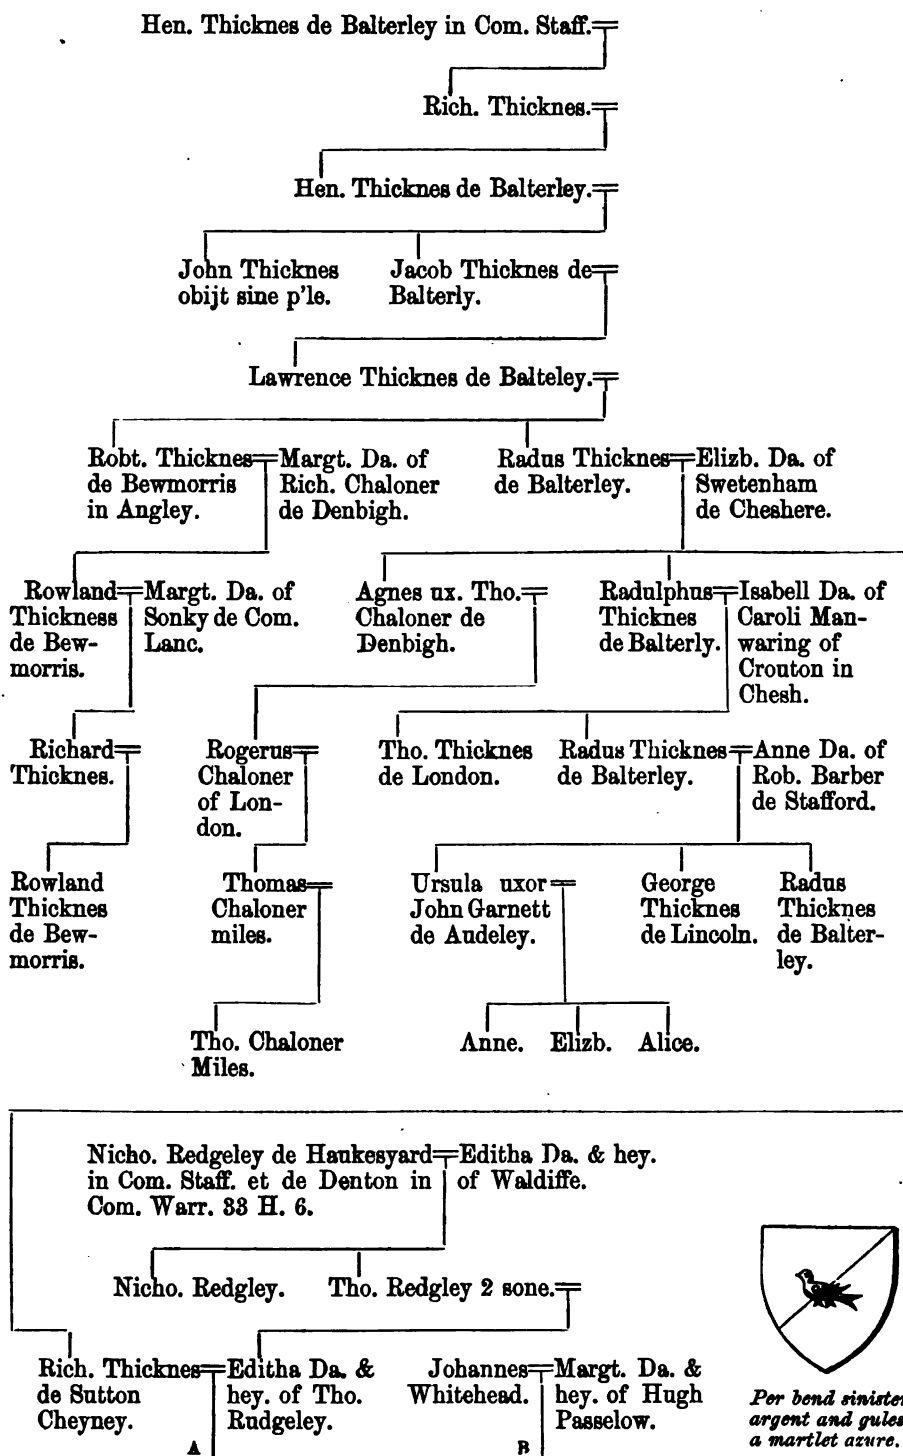 Hen. Thicknes de Balterley in Com. Staff.
Rich. Thicknes.
Hen. Thicknes de Balterley.
John Thicknes
obijt sine p'le.
Jacob Thicknes de
Balterly.
Lawrence Thicknes de Balteley.
Robt. Thicknes
de Bewmorris
in Angley.
Margt. Da. of
Rich. Chaloner
de Denbigh.
Radus Thicknes
de Balterley.
Elizb. Da. of
Swetenham
de Cheshere.
Rowland
Thickness
de Bew-
morris.
Margt. Da. of
Sonky de Com.
Lanc.
Agnes ux. Tho.
Chaloner de
Denbigh.
Radulphus
Thicknes
de Balterly.
Isabell Da. of
Caroli Man-
waring of
Crouton in
Chesh.
Richard
Thicknes.
Rogerus
Chaloner
of Lon-
don.
Tho. Thicknes
de London.
Radus Thicknes
de Balterley.
Anne Da. of
Rob. Barber
de Stafford.
Rowland
Thicknes
de Bew-
morris.
Thomas
Chaloner
miles.
Ursula uxor
John Garnett
de Audeley.
George
Thicknes
de Lincoln.
Radus
Thicknes
de Balter-
ley.
Tho. Chaloner
Miles.
Anne.
Elizb.
Alice.
Nicho. Redgeley de Haukesyard
in Com. Staff. et de Denton in
Com. Warr. 33 H. 6.
Editha Da. & hey.
of Waldiffe.
Nicho. Redgley.
Tho. Redgley 2 sone.
Rich. Thicknes
de Sutton
Cheyney.
Editha Da. &
hey. of Tho.
Rudgeley.
Johannes
Whitehead.
Margt. Da. &
hey. of Hugh
Passelow.
A
B
Per bend sinister
argent and gules
a martlet azure.